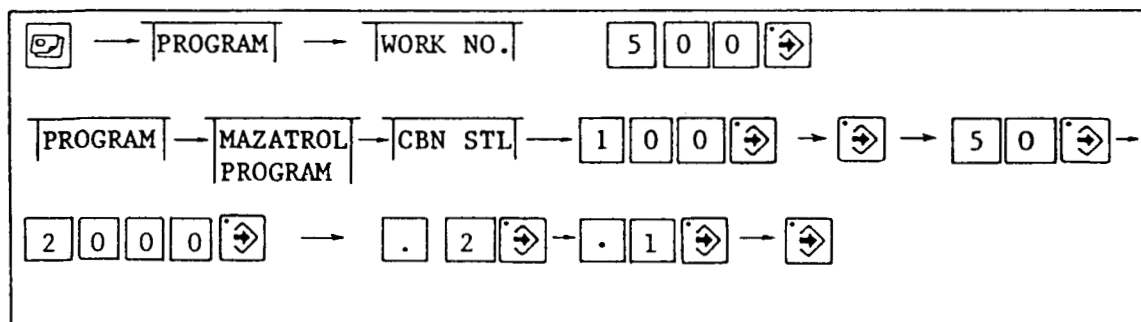 PROGRAM WORK NO. 5 0 0
PROGRAM MAZATROL CBN STL 1 0 0 5 0
PROGRAM
2 0 0 0 . 2 . 1